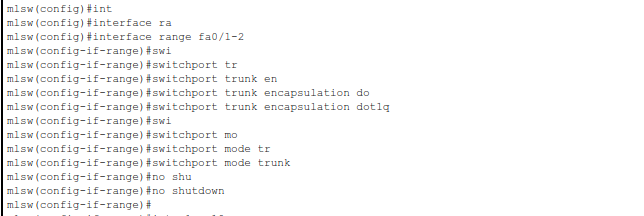 mlsw(config)#int
mlsw(config)#interface ra
mlsw(config)#interface range fa0/1-2
mlsw(config-if-range)#swi
mlsw(config-if-range)#switchport tr
mlsw(config-if-range)#switchport trunk en
mlsw(config-if-range)#switchport trunk encapsulation do
mlsw(config-if-range)#switchport trunk encapsulation dot1q
mlsw(config-if-range)#swi
mlsw(config-if-range)#switchport mo
mlsw(config-if-range)#switchport mode tr
mlsw(config-if-range)#switchport mode trunk
mlsw(config-if-range)#no shu
mlsw(config-if-range)#no shutdown
mlsw(config-if-range)#